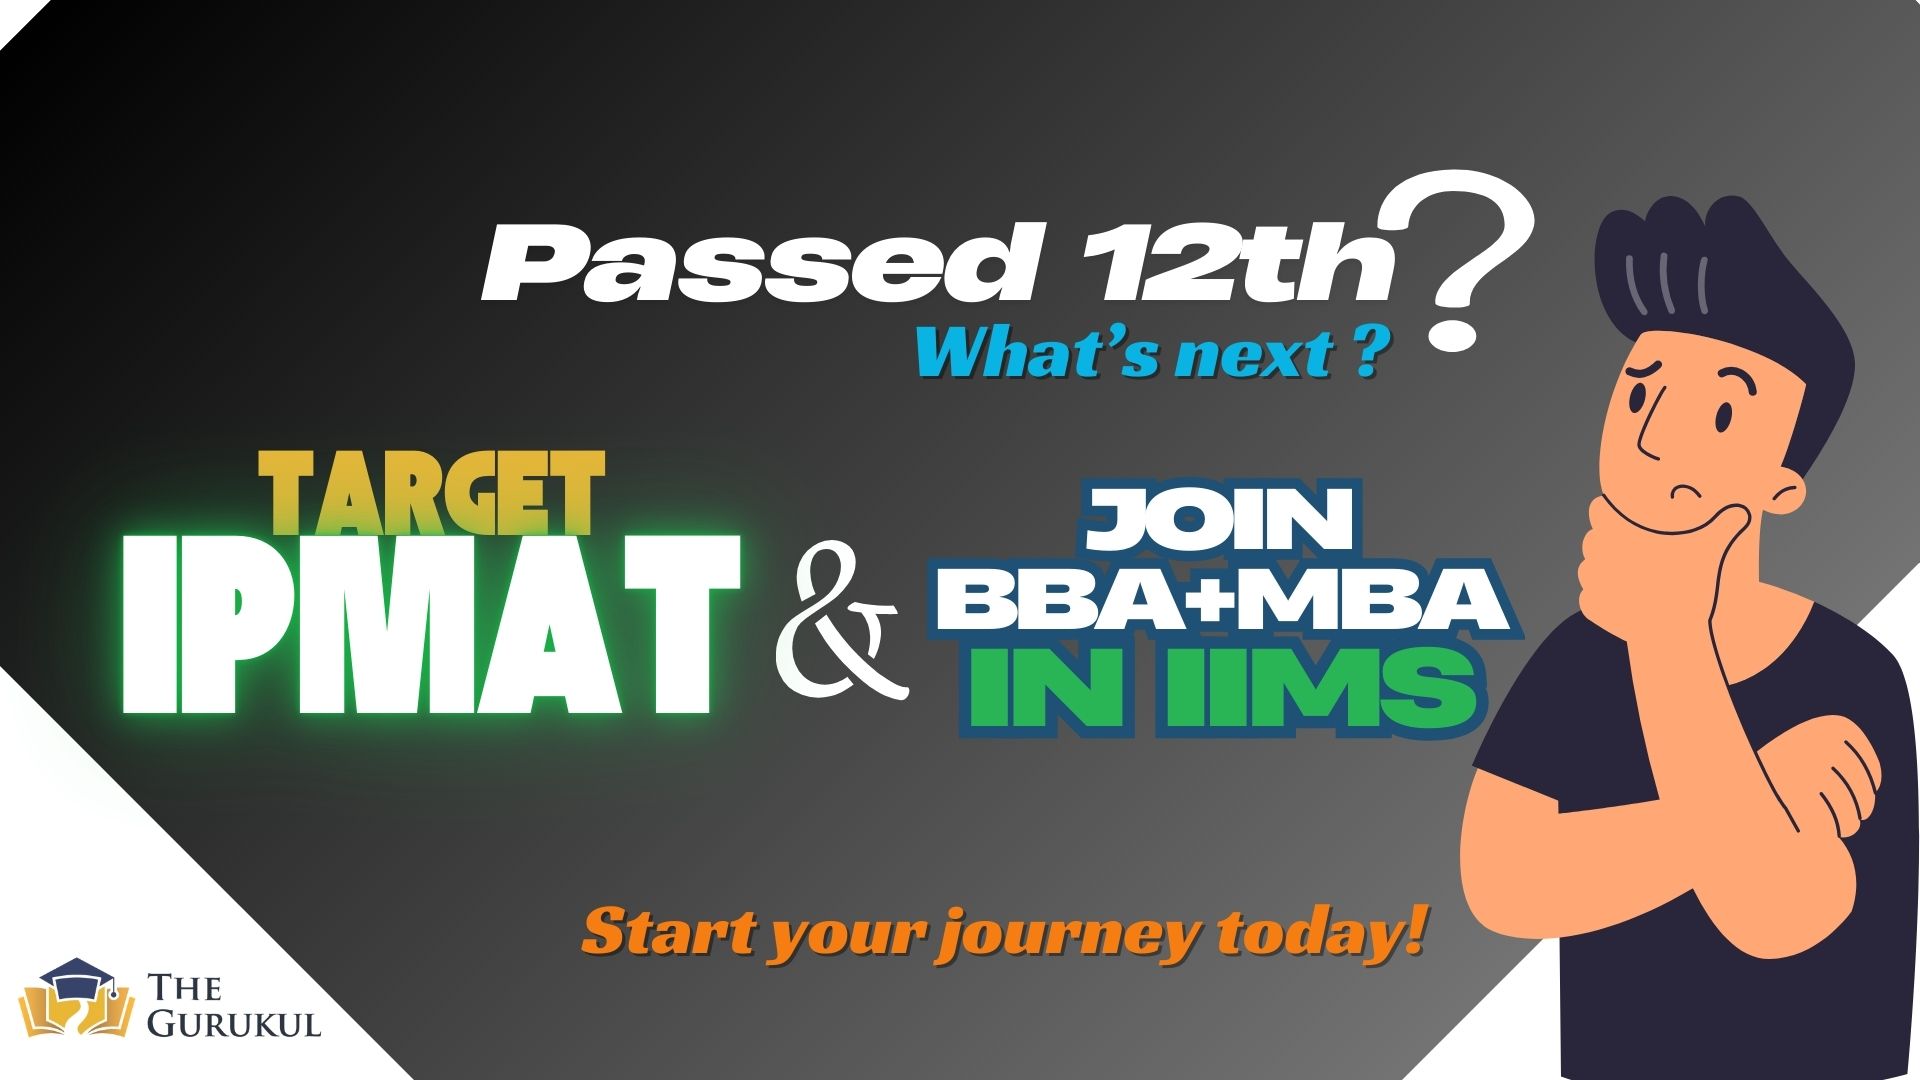 Passed 12th?
What's next ?
TARGET
IPMAT
&
JOIN
BBA+MBA
IN IIMS
Start your journey today!
THE
GURUKUL